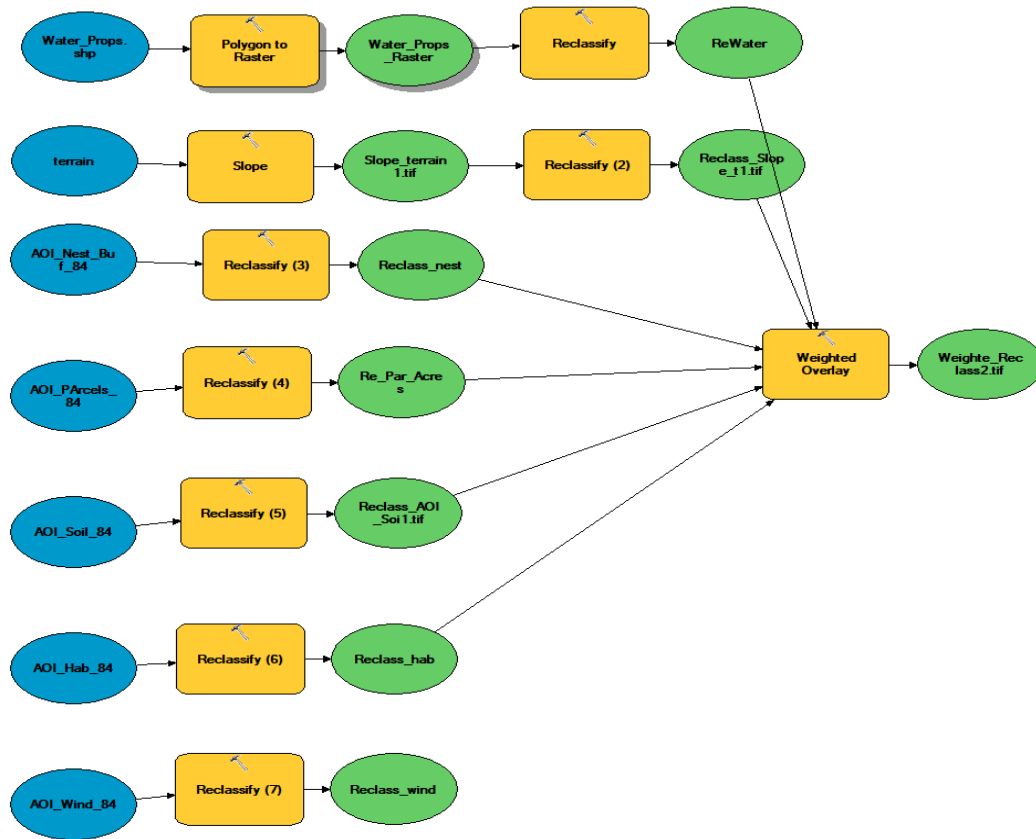 Water_Props.
shp
Polygon to
Raster
Water_Props
_Raster
Reclassify
ReWater
terrain
Slope
Slope_terrain
1.tif
Reclassify (2)
Reclass_Slop
e_t1.tif
AOI_Nest_Bu
f_84
Reclassify (3)
Reclass_nest
Weighted
Overlay
Weighte_Rec
lass2.tif
AOI_PArcels_
84
Reclassify (4)
Re_Par_Acre
s
AOI_Soil_84
Reclassify (5)
Reclass_AOI
_Soi1.tif
AOI_Hab_84
Reclassify (6)
Reclass_hab
AOI_Wind_84
Reclassify (7)
Reclass_wind